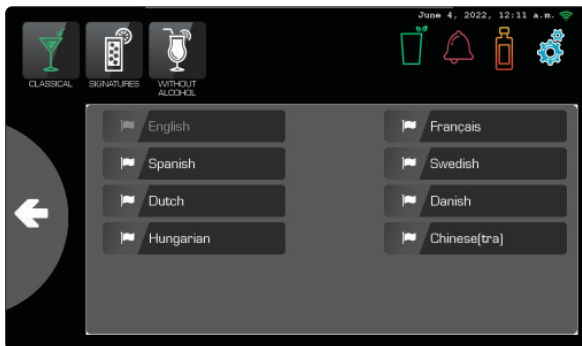 June 4, 2022, 12:11 a.m.
CLASSICAL
SIGNATURES
WITHOUT
ALCOHOL
English
Français
Spanish
Swedish
Dutch
Danish
Hungarian
Chinese(tra)